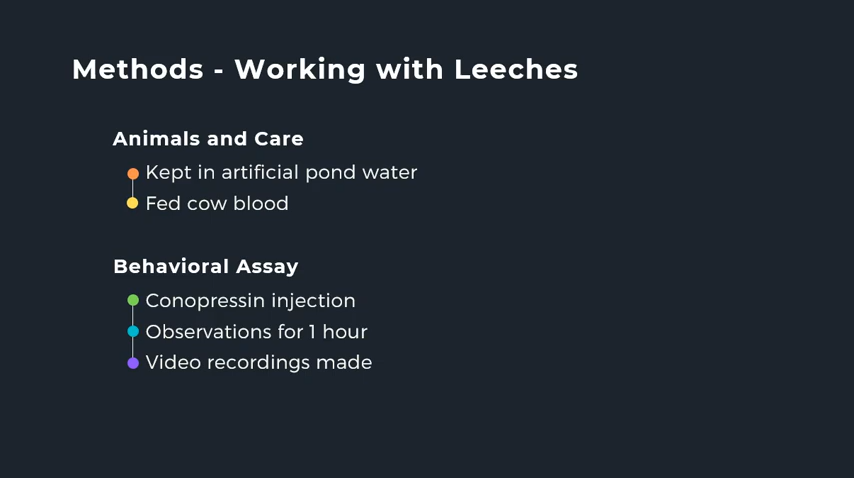 Methods - Working with Leeches
Animals and Care
Kept in artificial pond water
Fed cow blood
Behavioral Assay
Conopressin injection
Observations for 1 hour
Video recordings made